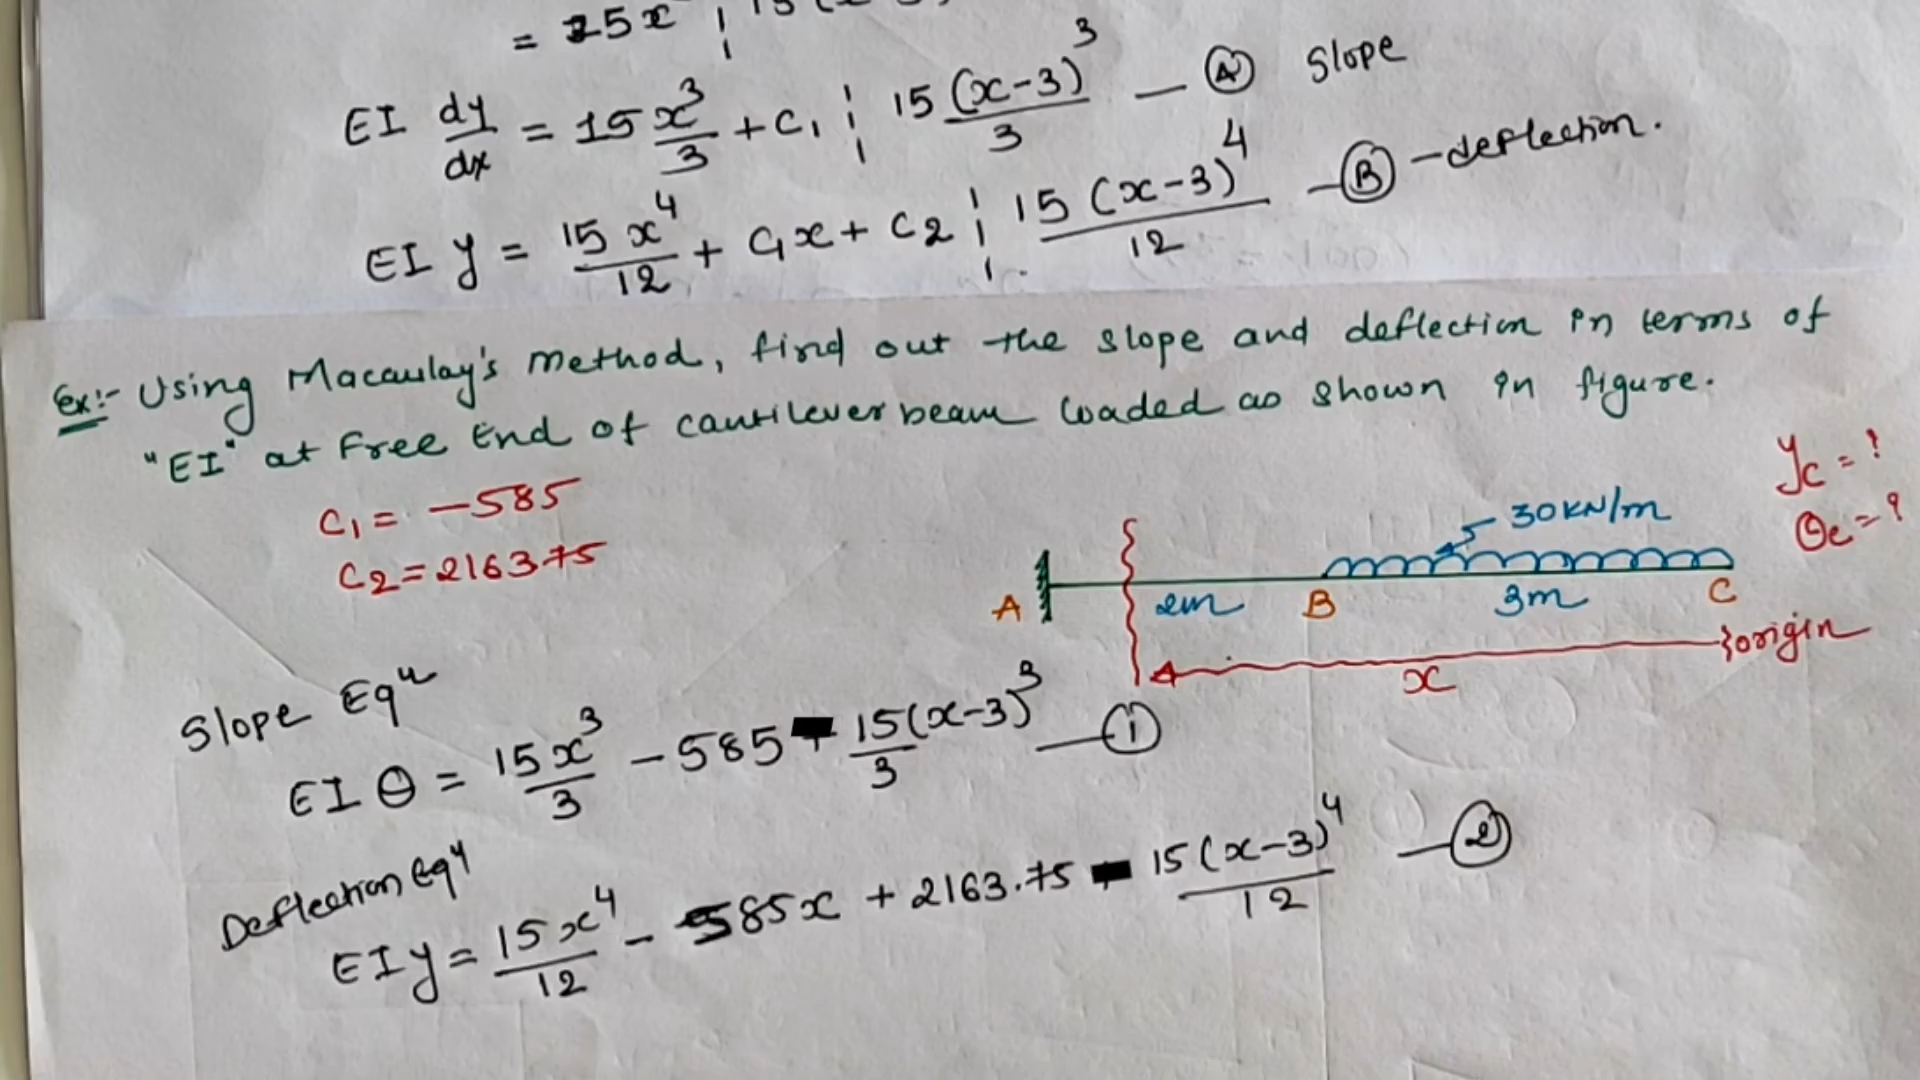 = 25x ¦ 15(x-3)
EI dy/dx = 15 x³/3 + C₁ ¦ 15 (x-3)³/3 — Ⓐ Slope
EI y = 15 x⁴/12 + C₁x + C₂ ¦ 15 (x-3)⁴/12 — Ⓑ - deflection.
Ex:- Using Macaulay's method, find out the slope and deflection in terms of
"EI" at Free End of cantilever beam loaded as shown in figure.
C₁ = -585
C₂ = 2163.75
yc = ?
θc = ?
30KN/m
A 2m B 3m C
origin
x
Slope Eqⁿ
EI θ = 15x³/3 - 585 - 15(x-3)³/3 — ①
Deflection Eqⁿ
EI y = 15x⁴/12 - 585x + 2163.75 - 15(x-3)⁴/12 — ②